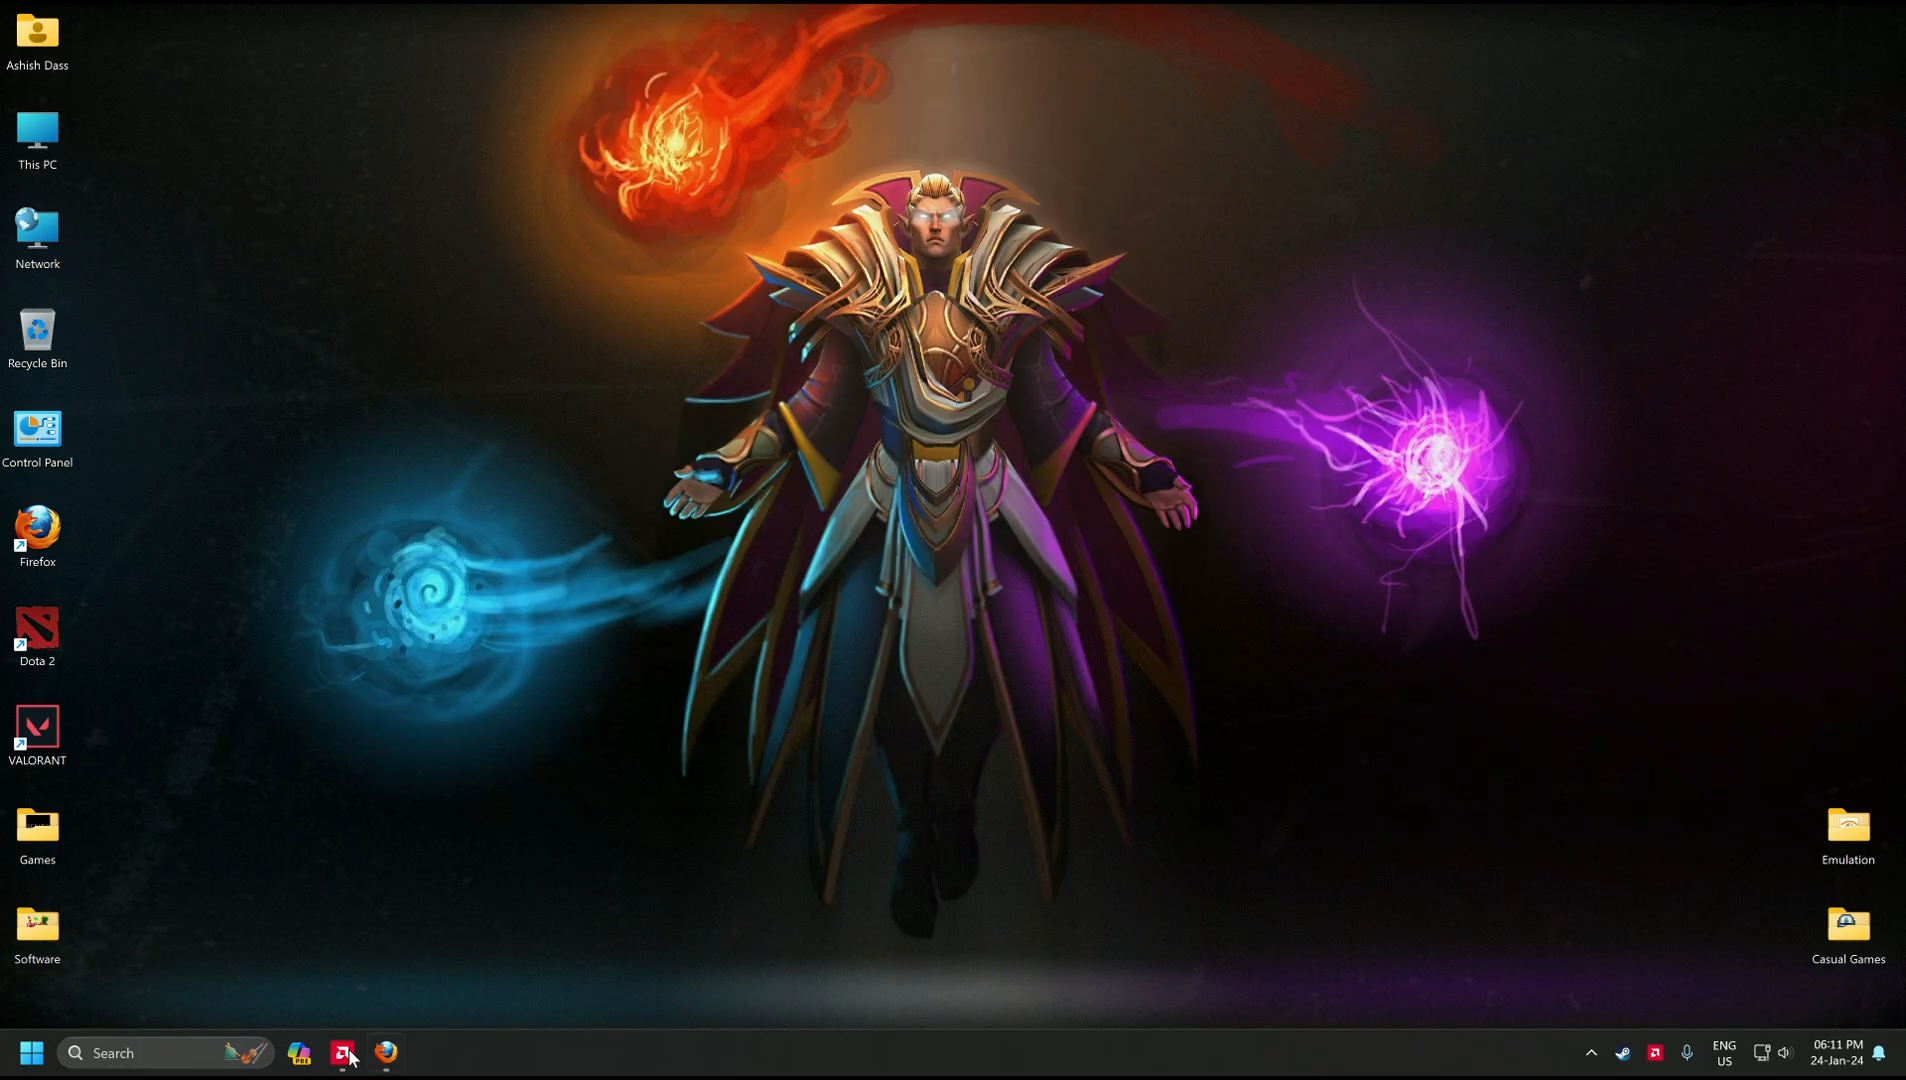 Ashish Dass
This PC
Network
Recycle Bin
Control Panel
Firefox
Dota 2
VALORANT
Games
Software
Emulation
Casual Games
Search
PRE
ENG
US
06:11 PM
24-Jan-24